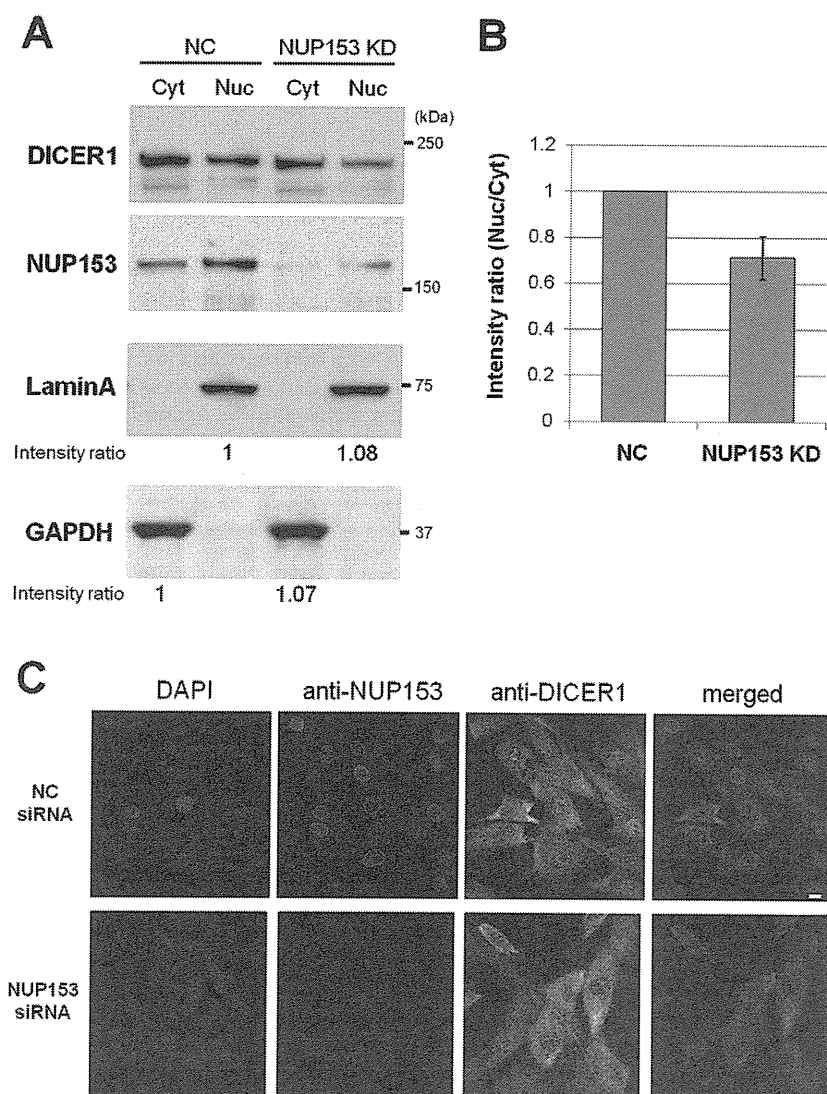 A
NC NUP153 KD
Cyt Nuc Cyt Nuc
(kDa)
DICER1
250
NUP153
150
LaminA
75
Intensity ratio 1 1.08
GAPDH
37
Intensity ratio 1 1.07
B
Intensity ratio (Nuc/Cyt)
1.2
1
0.8
0.6
0.4
0.2
0
NC NUP153 KD
C
DAPI anti-NUP153 anti-DICER1 merged
NC
siRNA
NUP153
siRNA